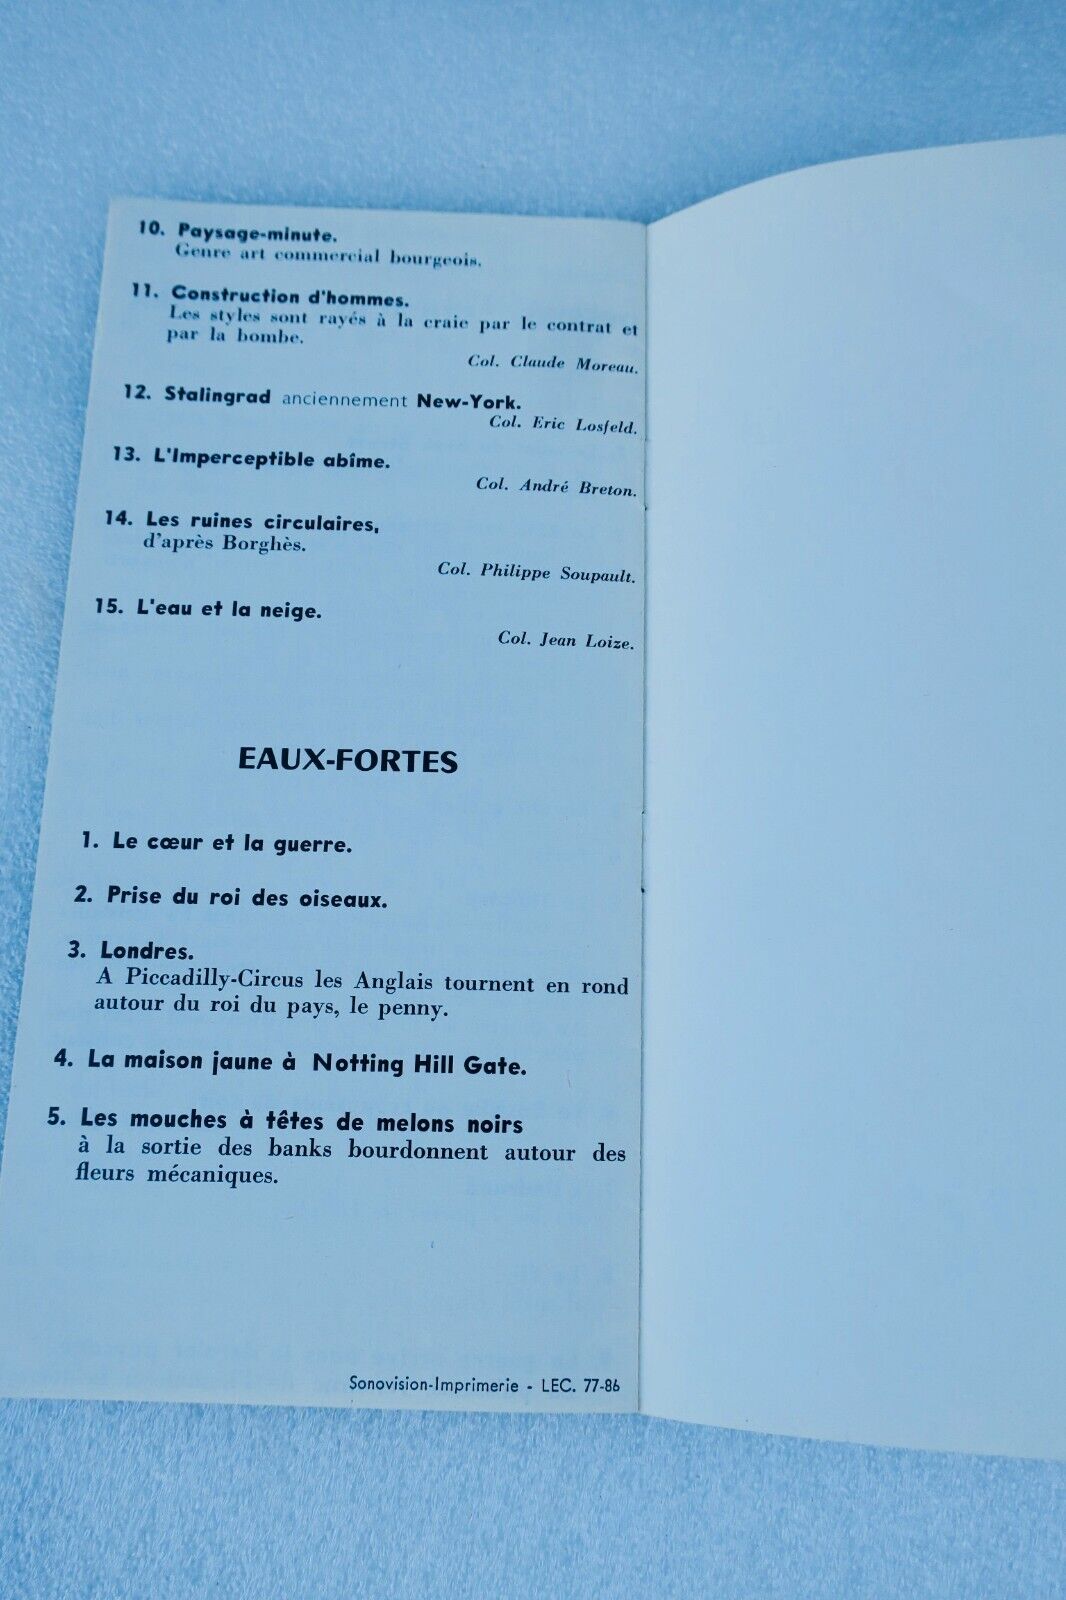 10. Paysage-minute.
Genre art commercial bourgeois.
11. Construction d'hommes.
Les styles sont rayés à la craie par le contrat et
par la bombe.
Col. Claude Moreau.
12. Stalingrad anciennement New-York.
Col. Eric Losfeld.
13. L'Imperceptible abîme.
Col. André Breton.
14. Les ruines circulaires,
d'après Borghès.
Col. Philippe Soupault.
15. L'eau et la neige.
Col. Jean Loize.
EAUX-FORTES
1. Le cœur et la guerre.
2. Prise du roi des oiseaux.
3. Londres.
A Piccadilly-Circus les Anglais tournent en rond
autour du roi du pays, le penny.
4. La maison jaune à Notting Hill Gate.
5. Les mouches à têtes de melons noirs
à la sortie des banks bourdonnent autour des
fleurs mécaniques.
Sonovision-Imprimerie - LEC. 77-86